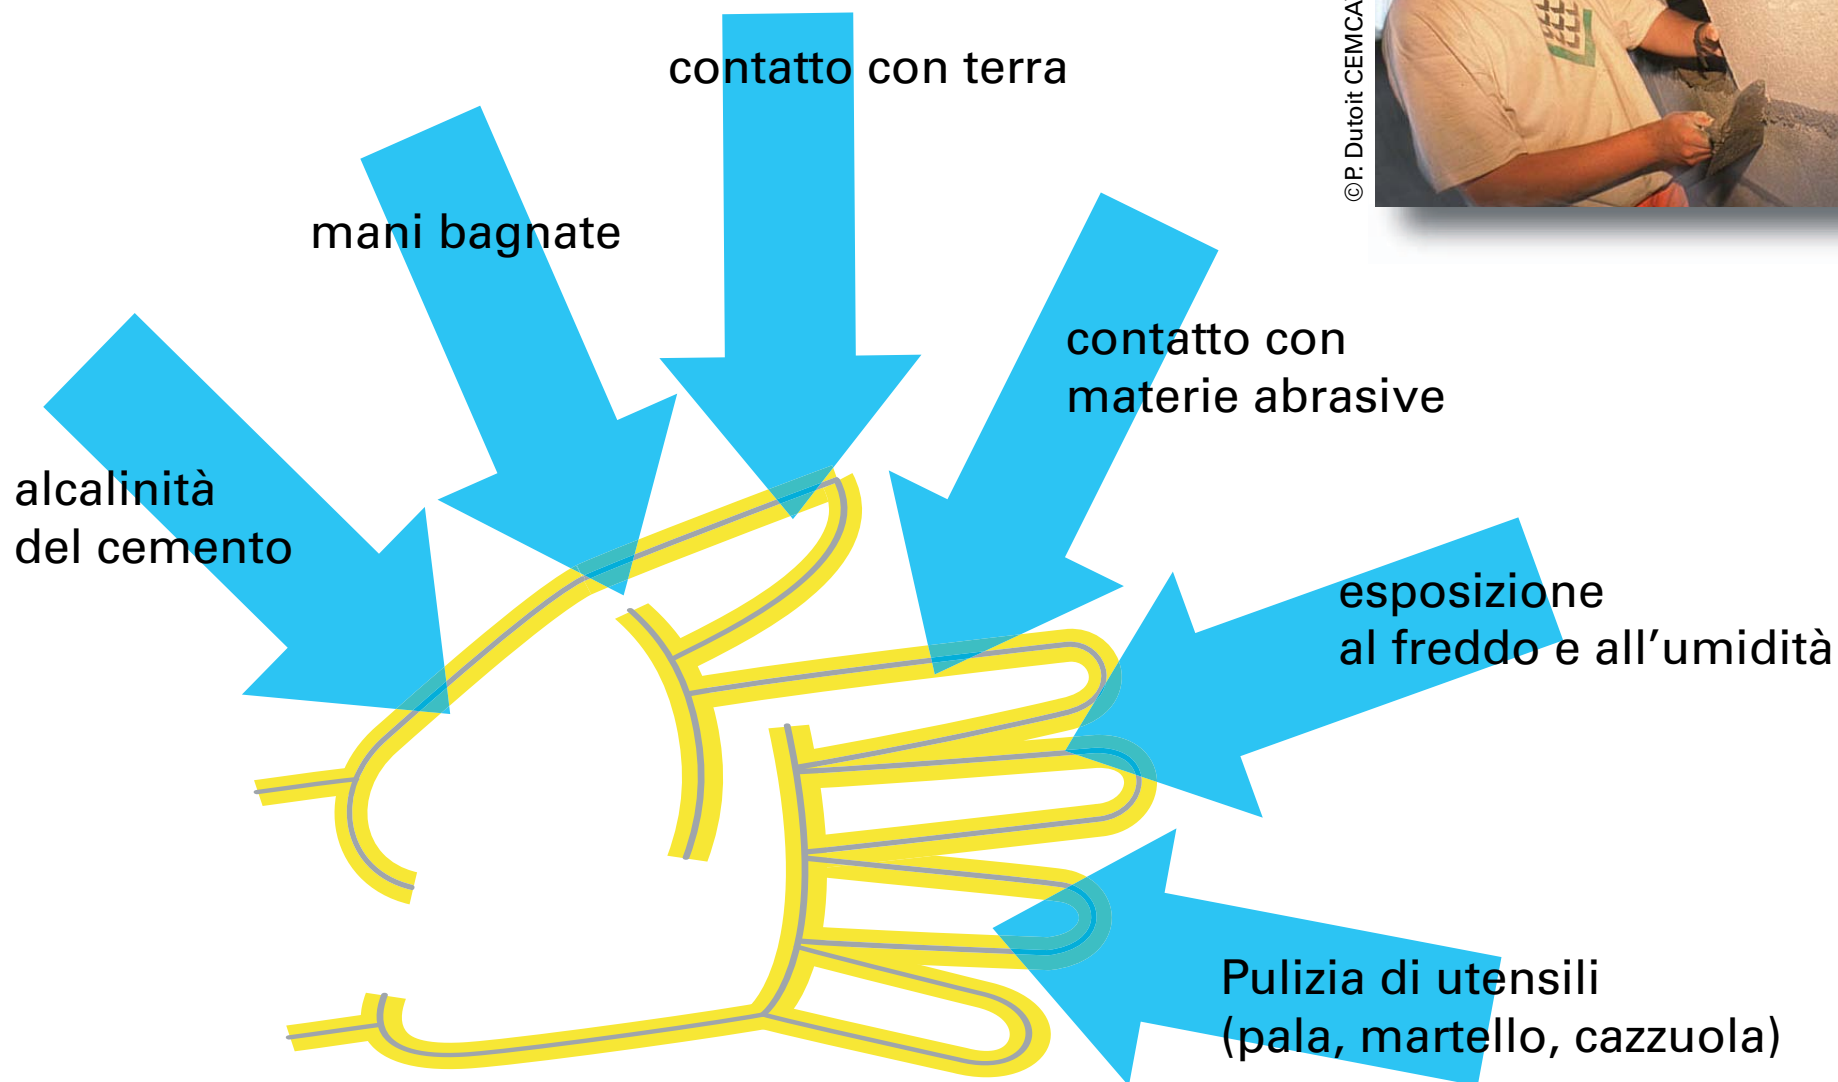 contatto con terra
©P. Dutoit CEMCA
mani bagnate
contatto con
materie abrasive
alcalinità
del cemento
esposizione
al freddo e all’umidità
Pulizia di utensili
(pala, martello, cazzuola)